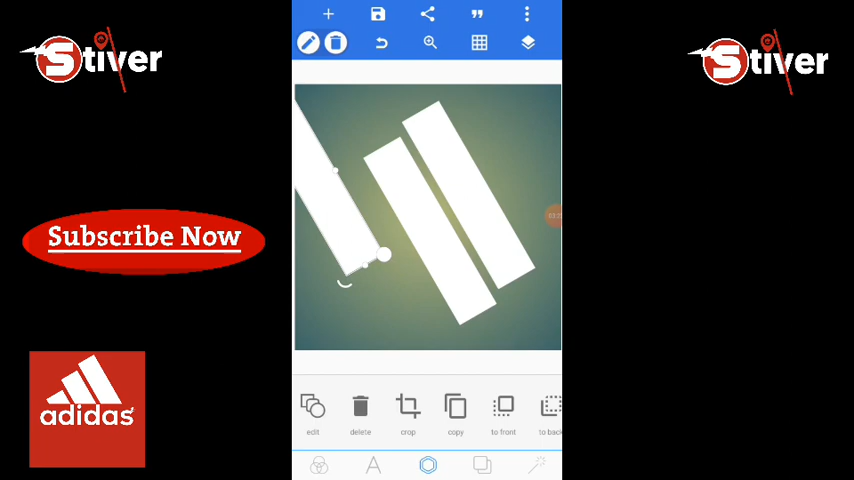 Stiver
Stiver
Subscribe Now
adidas
edit
delete
crop
copy
to front
to back